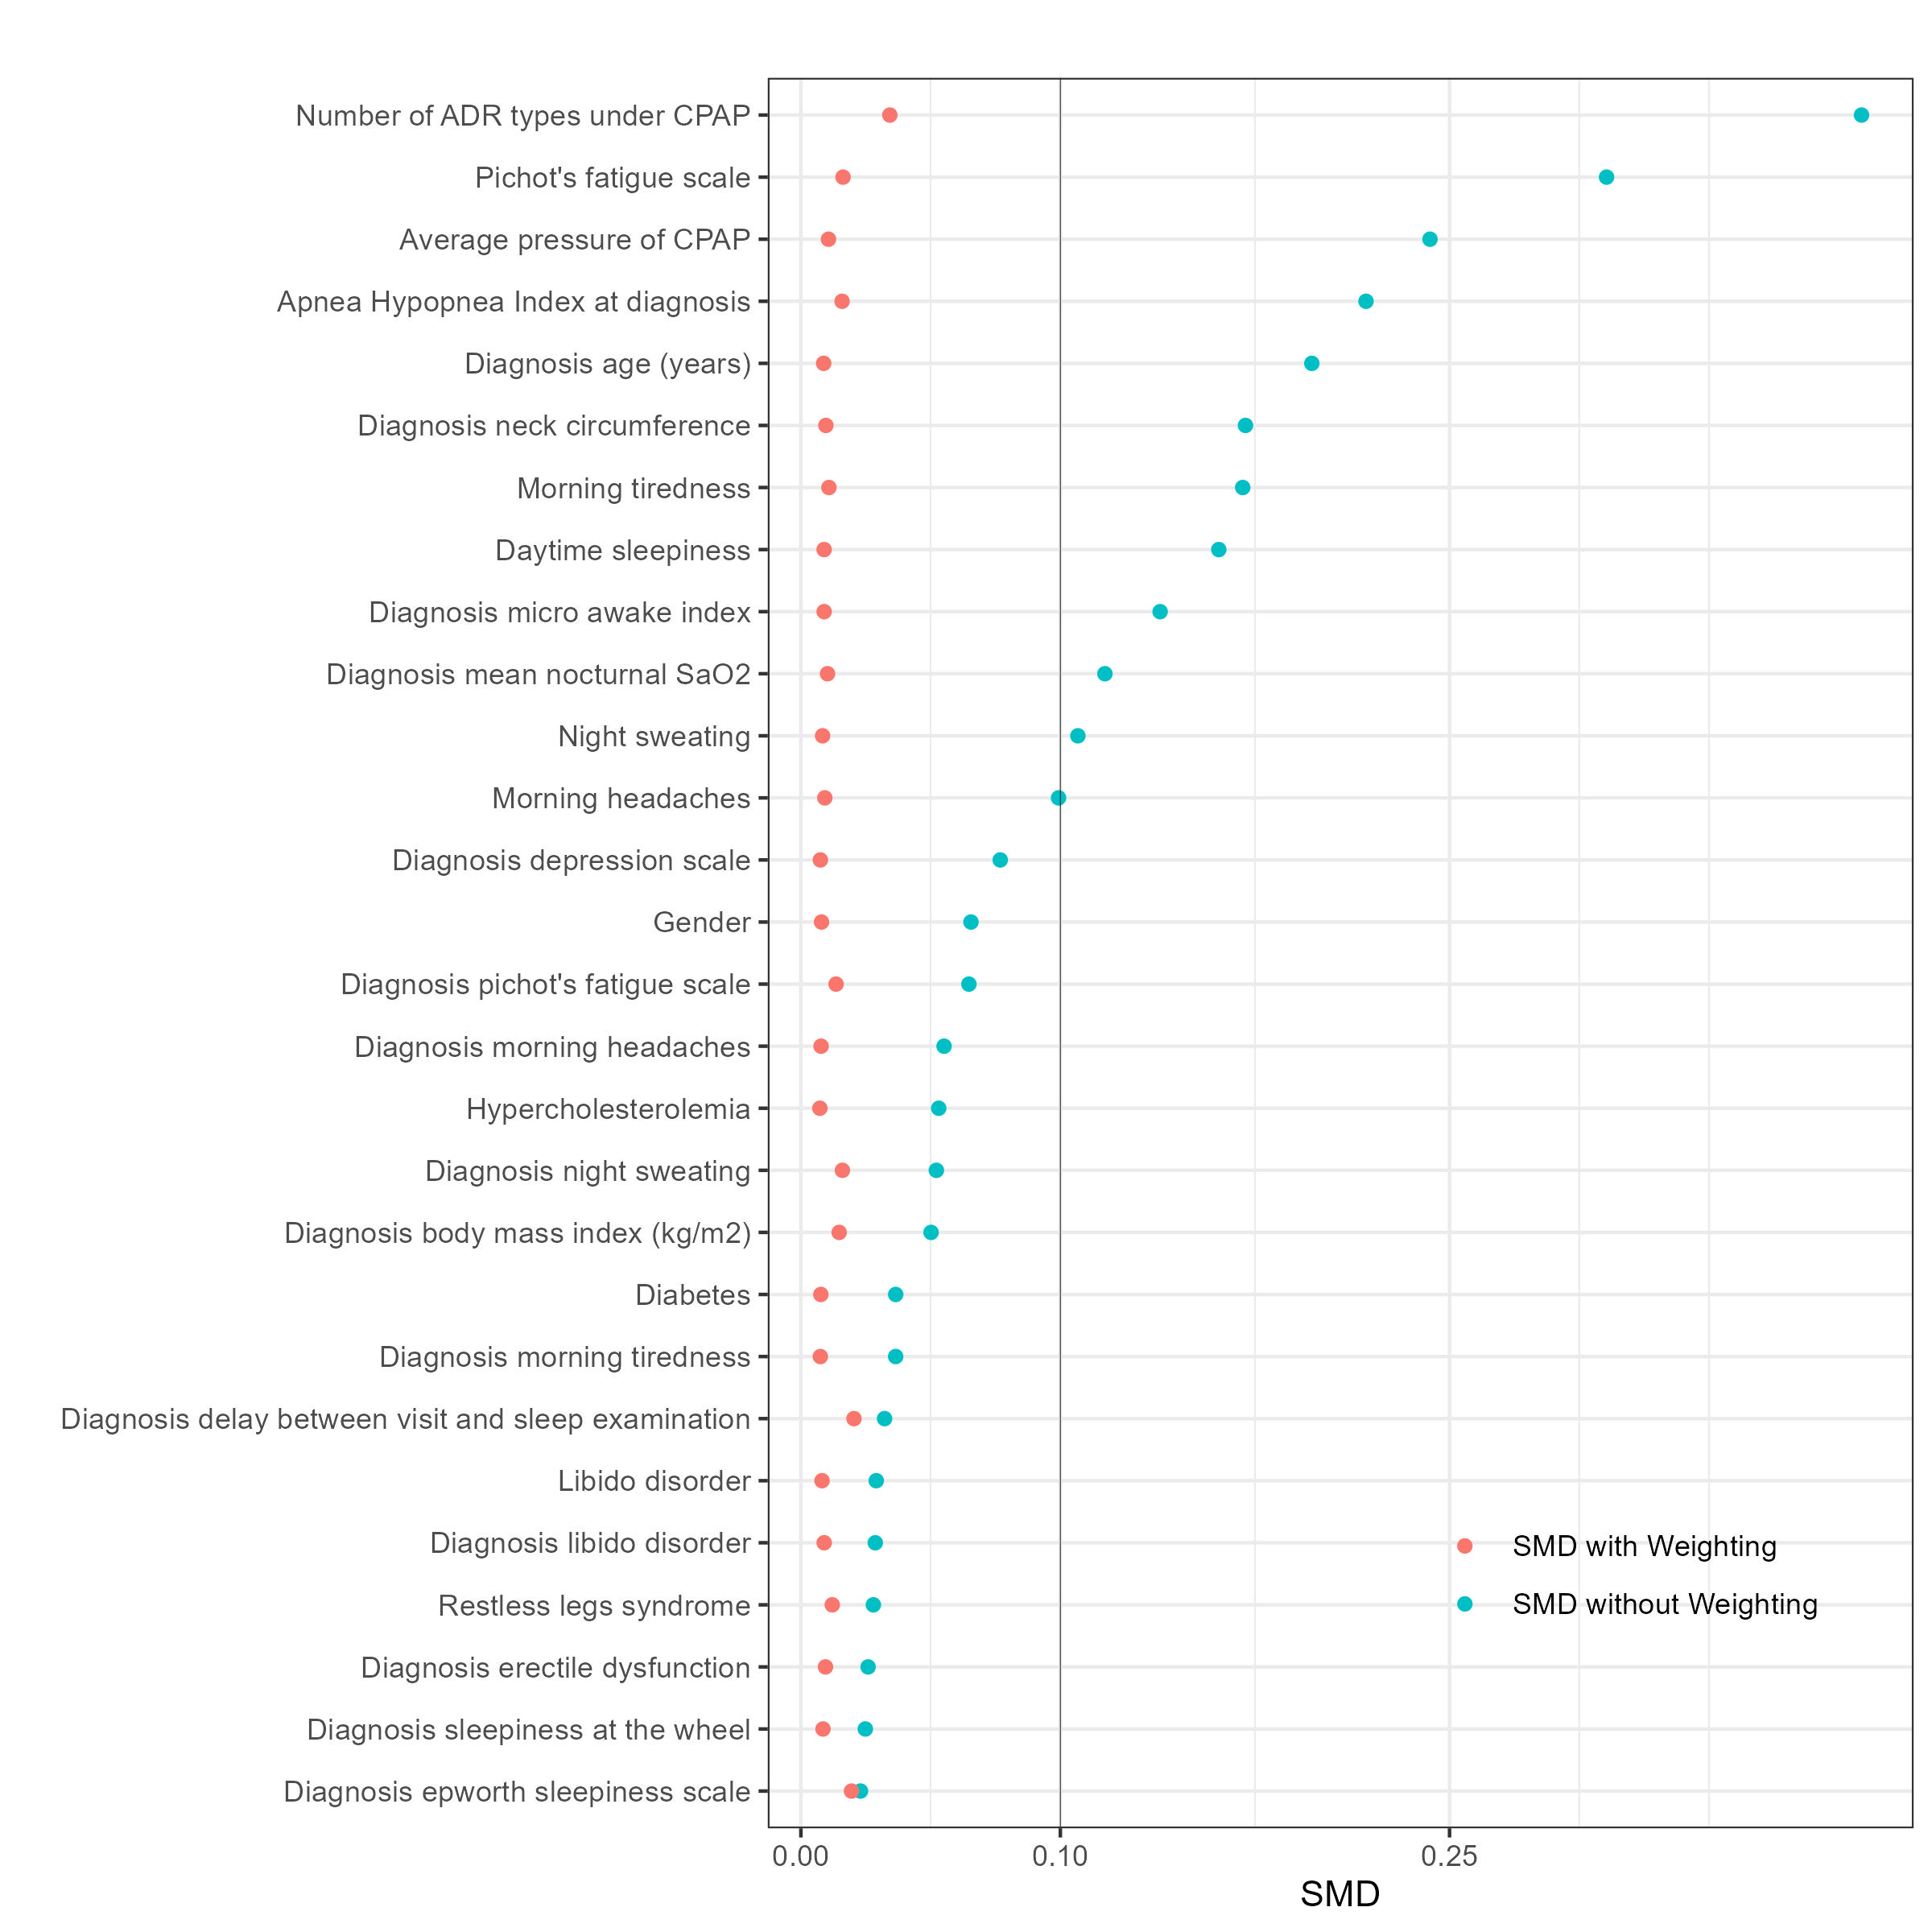 Number of ADR types under CPAP
Pichot's fatigue scale
Average pressure of CPAP
Apnea Hypopnea Index at diagnosis
Diagnosis age (years)
Diagnosis neck circumference
Morning tiredness
Daytime sleepiness
Diagnosis micro awake index
Diagnosis mean nocturnal SaO2
Night sweating
Morning headaches
Diagnosis depression scale
Gender
Diagnosis pichot's fatigue scale
Diagnosis morning headaches
Hypercholesterolemia
Diagnosis night sweating
Diagnosis body mass index (kg/m2)
Diabetes
Diagnosis morning tiredness
Diagnosis delay between visit and sleep examination
Libido disorder
Diagnosis libido disorder
Restless legs syndrome
Diagnosis erectile dysfunction
Diagnosis sleepiness at the wheel
Diagnosis epworth sleepiness scale
SMD with Weighting
SMD without Weighting
0.00 0.10 0.25
SMD